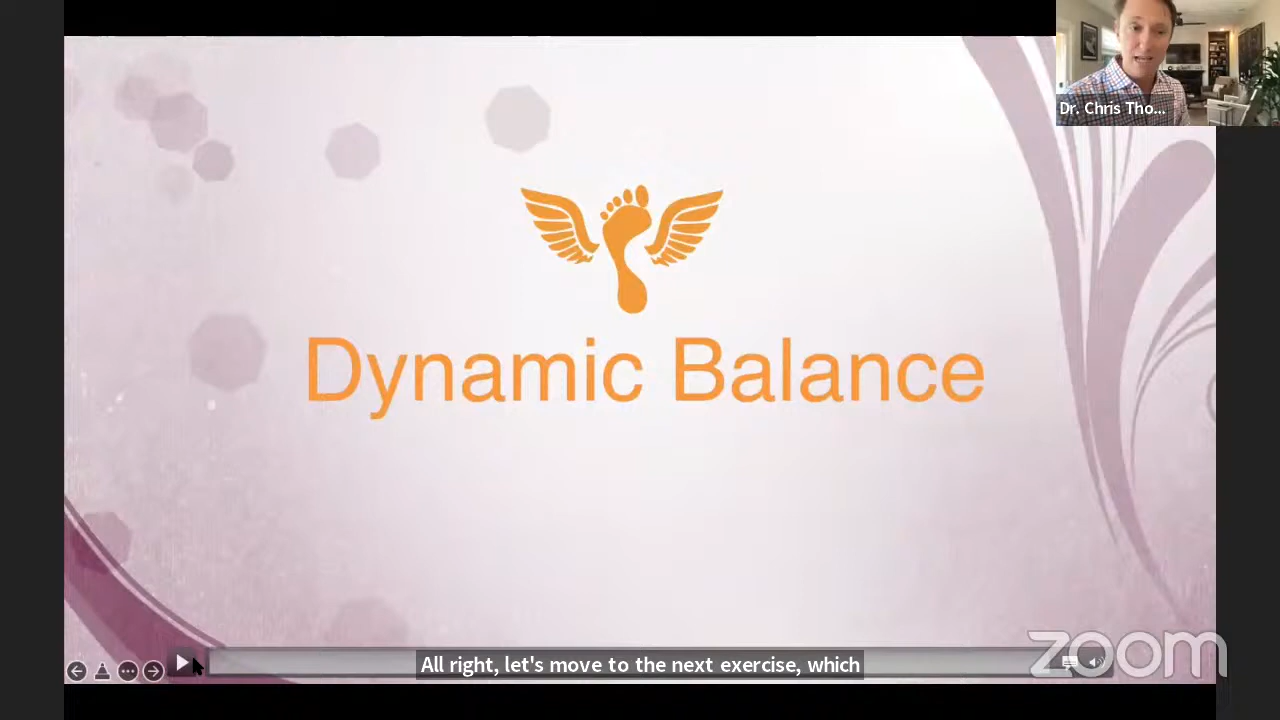 Dr. Chris Tho...
Dynamic Balance
All right, let's move to the next exercise, which
zoom